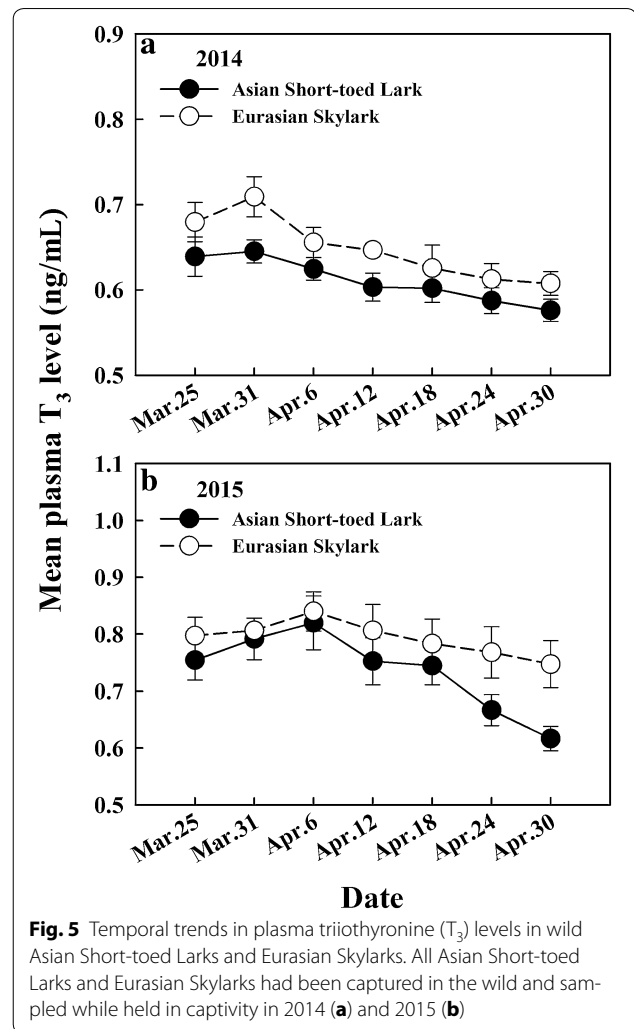 a
2014
Asian Short-toed Lark
Eurasian Skylark
0.9
0.8
0.7
0.6
0.5
Mar.25
Mar.31
Apr.6
Apr.12
Apr.18
Apr.24
Apr.30
Mean plasma T3 level (ng/mL)
b
2015
Asian Short-toed Lark
Eurasian Skylark
1.1
1.0
0.9
0.8
0.7
0.6
0.5
Mar.25
Mar.31
Apr.6
Apr.12
Apr.18
Apr.24
Apr.30
Date
Fig. 5 Temporal trends in plasma triiothyronine (T3) levels in wild
Asian Short-toed Larks and Eurasian Skylarks. All Asian Short-toed
Larks and Eurasian Skylarks had been captured in the wild and sam-
pled while held in captivity in 2014 (a) and 2015 (b)